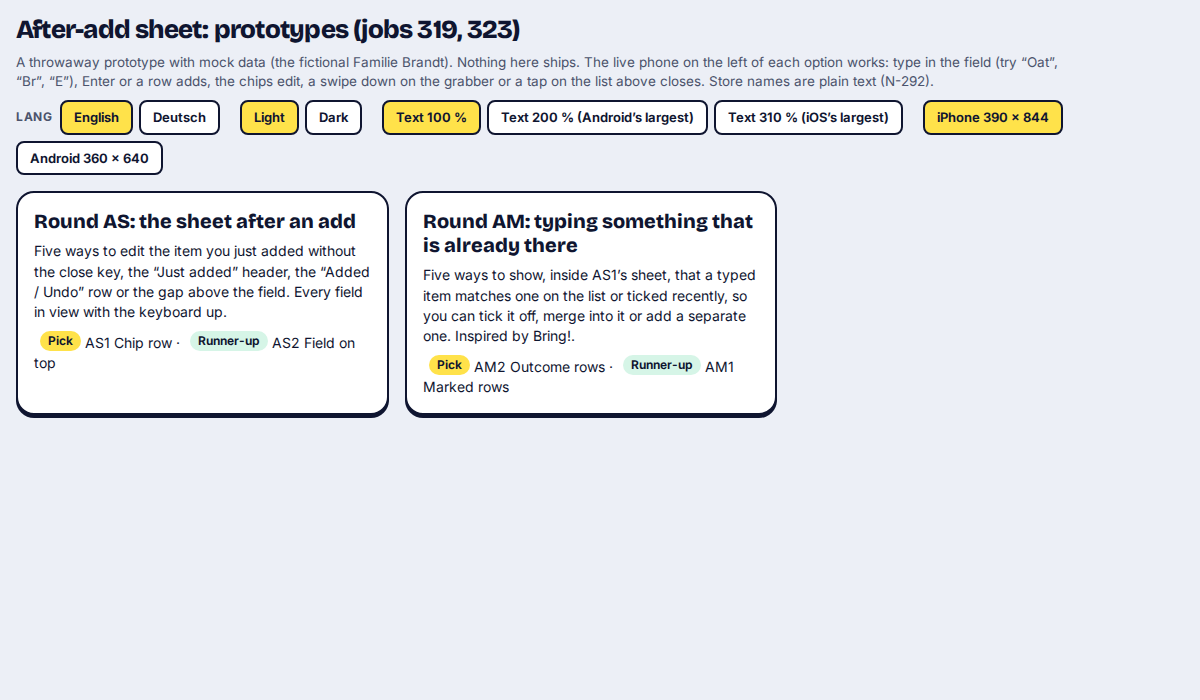 After-add sheet: prototypes (jobs 319, 323)
A throwaway prototype with mock data (the fictional Familie Brandt). Nothing here ships. The live phone on the left of each option works: type in the field (try “Oat”,
“Br”, “E”), Enter or a row adds, the chips edit, a swipe down on the grabber or a tap on the list above closes. Store names are plain text (N-292).
LANG English Deutsch Light Dark Text 100 % Text 200 % (Android’s largest) Text 310 % (iOS’s largest) iPhone 390 × 844
Android 360 × 640
Round AS: the sheet after an add
Five ways to edit the item you just added without
the close key, the “Just added” header, the “Added
/ Undo” row or the gap above the field. Every field
in view with the keyboard up.
Pick AS1 Chip row · Runner-up AS2 Field on
top
Round AM: typing something that
is already there
Five ways to show, inside AS1’s sheet, that a typed
item matches one on the list or ticked recently, so
you can tick it off, merge into it or add a separate
one. Inspired by Bring!.
Pick AM2 Outcome rows · Runner-up AM1
Marked rows